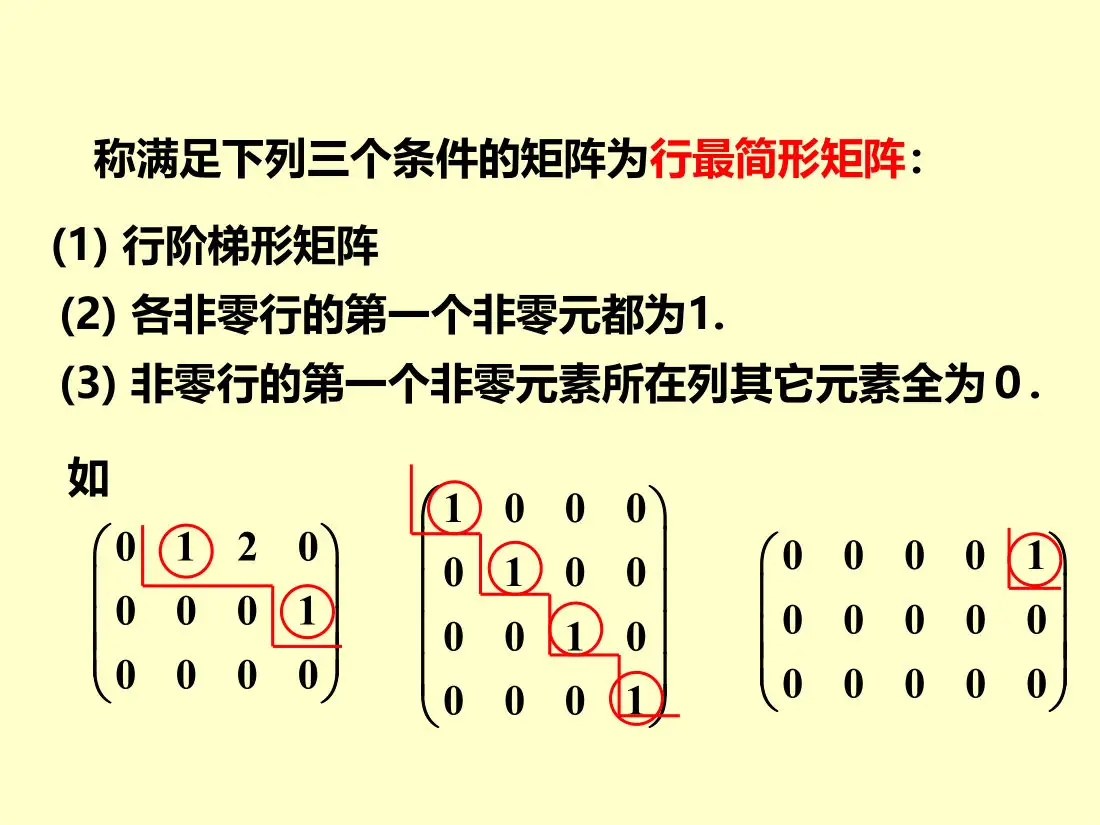 称满足下列三个条件的矩阵为行最简形矩阵：
(1) 行阶梯形矩阵
(2) 各非零行的第一个非零元都为1.
(3) 非零行的第一个非零元素所在列其它元素全为０.
如
0 1 2 0
0 0 0 1
0 0 0 0
1 0 0 0
0 1 0 0
0 0 1 0
0 0 0 1
0 0 0 0 1
0 0 0 0 0
0 0 0 0 0